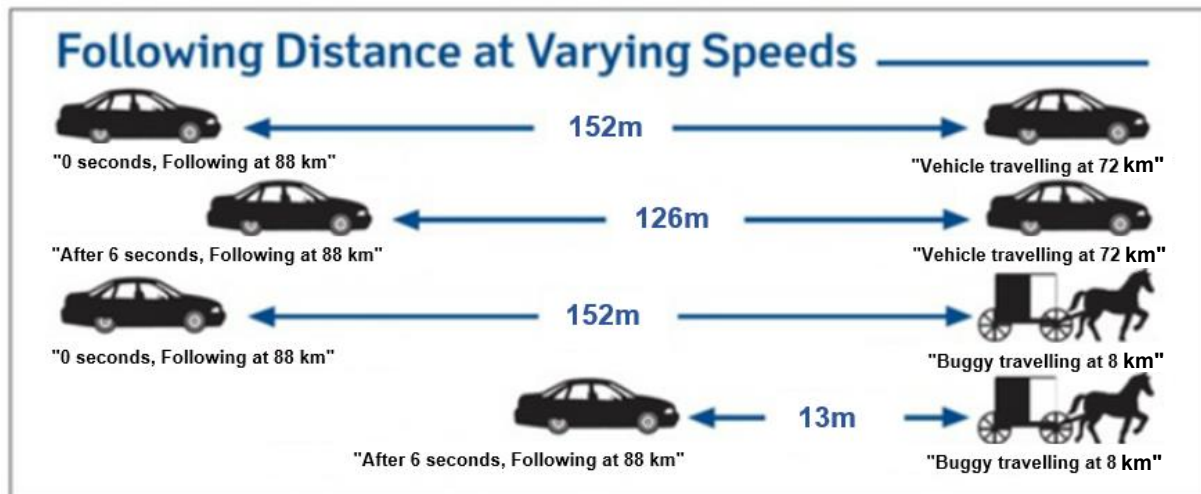 Following Distance at Varying Speeds
152m
"0 seconds, Following at 88 km"
"Vehicle travelling at 72 km"
126m
"After 6 seconds, Following at 88 km"
"Vehicle travelling at 72 km"
152m
"0 seconds, Following at 88 km"
"Buggy travelling at 8 km"
13m
"After 6 seconds, Following at 88 km"
"Buggy travelling at 8 km"